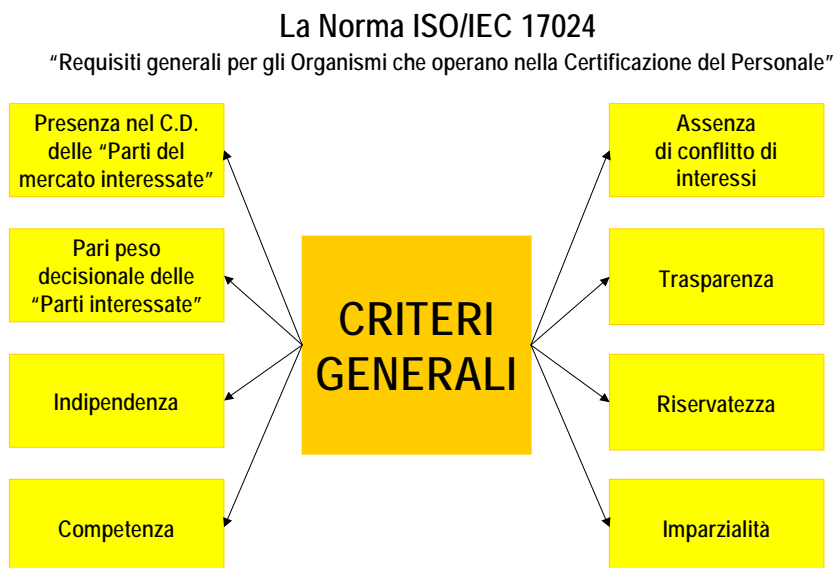 La Norma ISO/IEC 17024
“Requisiti generali per gli Organismi che operano nella Certificazione del Personale”
Presenza nel C.D.
delle “Parti del
mercato interessate”
Pari peso
decisionale delle
“Parti interessate”
Indipendenza
Competenza
CRITERI
GENERALI
Assenza
di conflitto di
interessi
Trasparenza
Riservatezza
Imparzialità